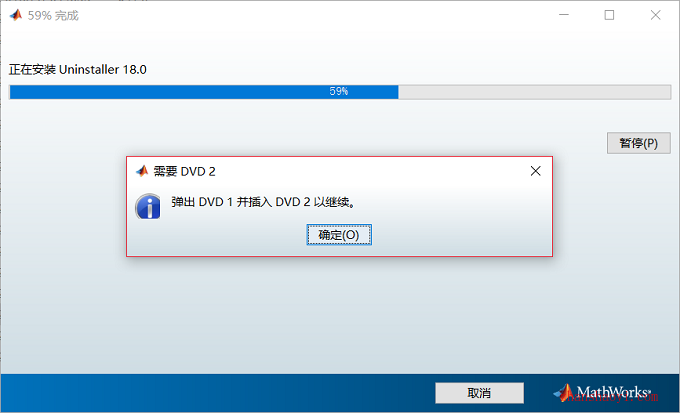 59% 完成
正在安装 Uninstaller 18.0
59%
暂停(P)
需要 DVD 2
弹出 DVD 1 并插入 DVD 2 以继续。
确定(O)
取消
MathWorks®